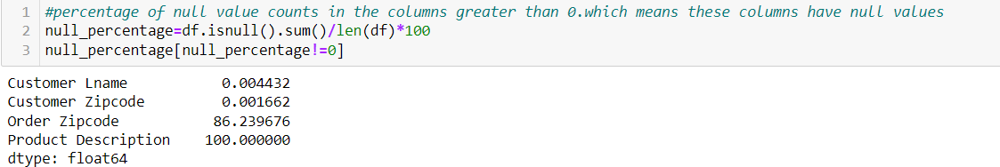 1 #percentage of null value counts in the columns greater than 0.which means these columns have null values
2 null_percentage=df.isnull().sum()/len(df)*100
3 null_percentage[null_percentage!=0]
Customer Lname 0.004432
Customer Zipcode 0.001662
Order Zipcode 86.239676
Product Description 100.000000
dtype: float64